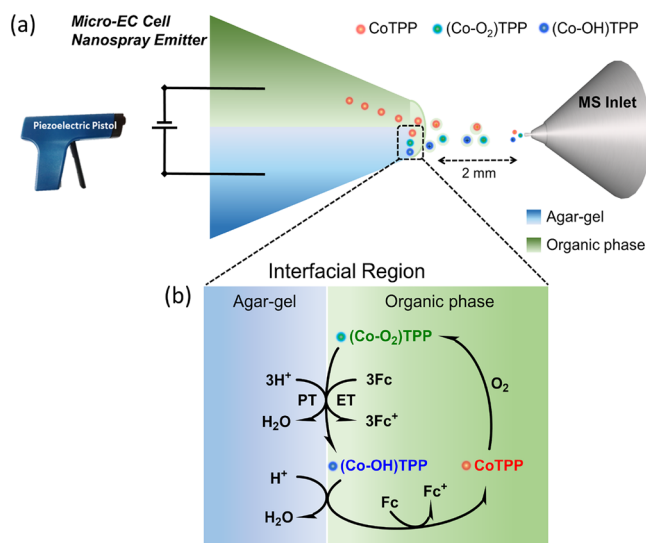 (a)
Micro-EC Cell
Nanospray Emitter
CoTPP
(Co-O₂)TPP
(Co-OH)TPP
Piezoelectric Pistol
MS Inlet
2 mm
Agar-gel
Organic phase
Interfacial Region
(b)
Agar-gel
Organic phase
(Co-O₂)TPP
3H⁺
3Fc
PT
ET
O₂
H₂O
3Fc⁺
(Co-OH)TPP
CoTPP
H⁺
Fc
Fc⁺
H₂O